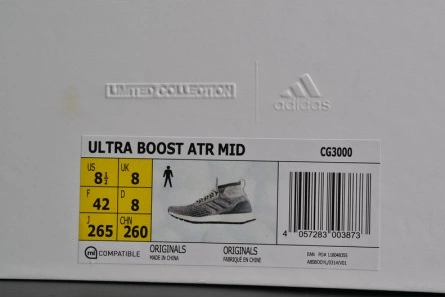 LIMITED COLLECTION
adidas
ULTRA BOOST ATR MID
CG3000
US 8½ UK 8
F 42 D 8
J 265 CHN 260
mi COMPATIBLE
ORIGINALS
MADE IN CHINA
ORIGINALS
FABRIQUÉ EN CHINE
4 057283 003873